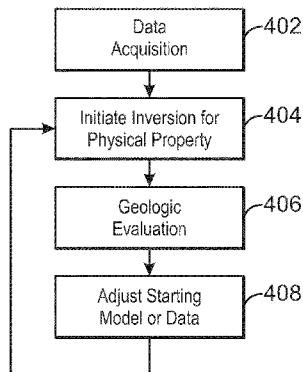 Data
Acquisition
402
Initiate Inversion for
Physical Property
404
Geologic
Evaluation
406
Adjust Starting
Model or Data
408